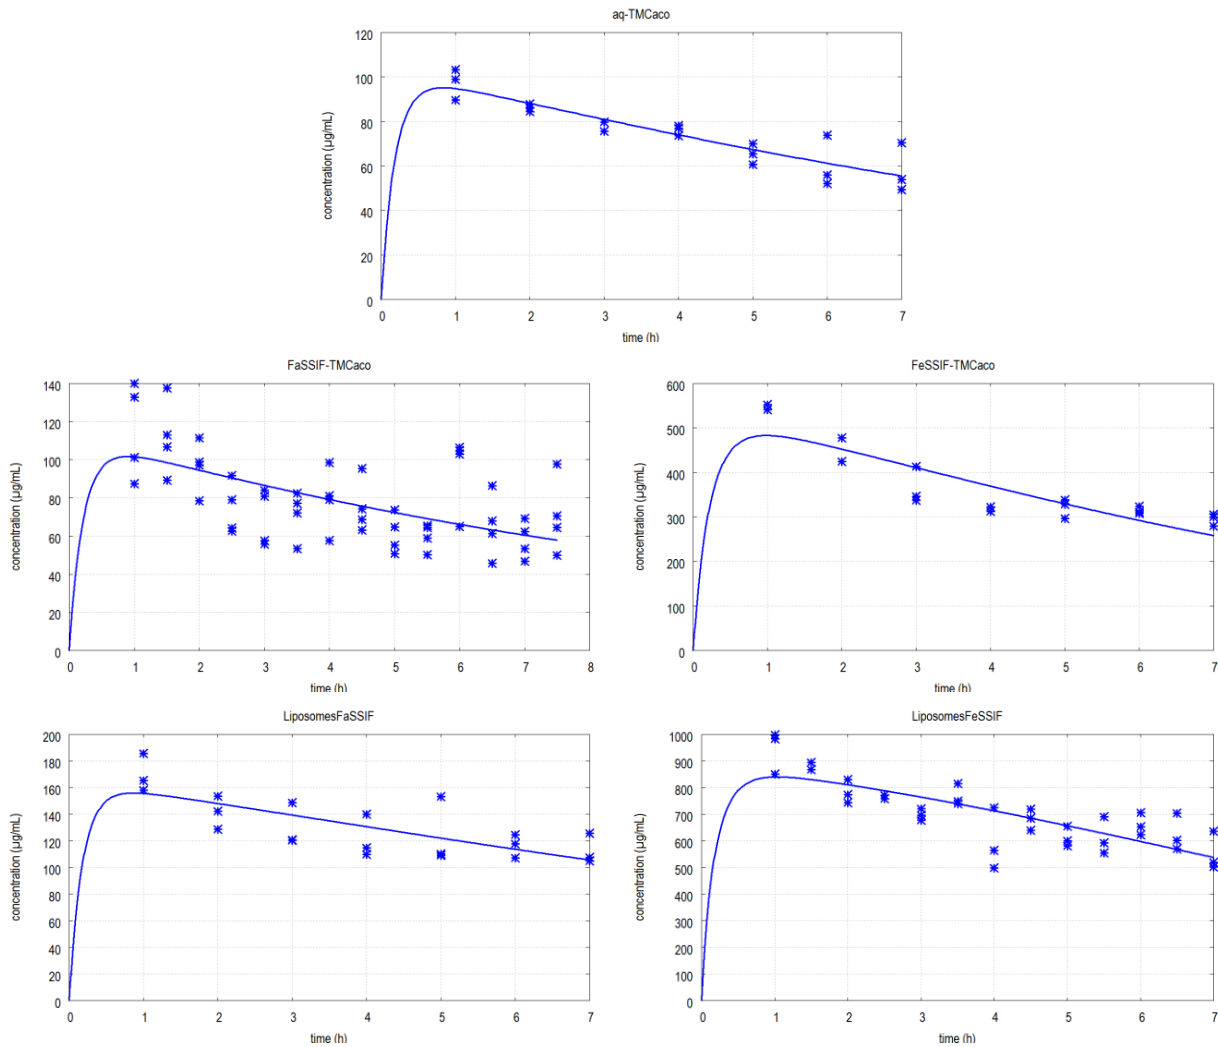 aq-TMCaco
120
100
80
60
40
20
0
concentration (µg/mL)
0 1 2 3 4 5 6 7
time (h)
FaSSIF-TMCaco
140
120
100
80
60
40
20
0
concentration (µg/mL)
0 1 2 3 4 5 6 7 8
time (h)
FeSSIF-TMCaco
600
500
400
300
200
100
0
concentration (µg/mL)
0 1 2 3 4 5 6 7
time (h)
LiposomesFaSSIF
200
180
160
140
120
100
80
60
40
20
0
concentration (µg/mL)
0 1 2 3 4 5 6 7
time (h)
LiposomesFeSSIF
1000
900
800
700
600
500
400
300
200
100
0
concentration (µg/mL)
0 1 2 3 4 5 6 7
time (h)